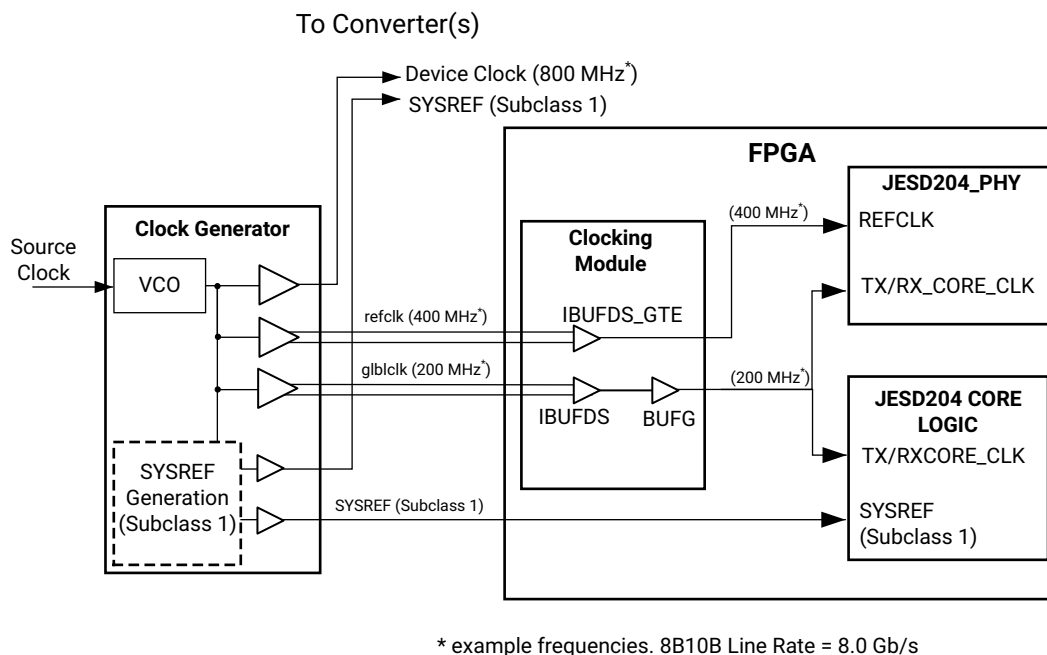 To Converter(s)
Device Clock (800 MHz*)
SYSREF (Subclass 1)
FPGA
JESD204_PHY
(400 MHz*)
REFCLK
Clock Generator
Clocking
Module
Source
Clock
VCO
TX/RX_CORE_CLK
refclk (400 MHz*)
IBUFDS_GTE
glblclk (200 MHz*)
(200 MHz*)
IBUFDS
BUFG
JESD204 CORE
LOGIC
TX/RXCORE_CLK
SYSREF
Generation
(Subclass 1)
SYSREF (Subclass 1)
SYSREF
(Subclass 1)
* example frequencies. 8B10B Line Rate = 8.0 Gb/s